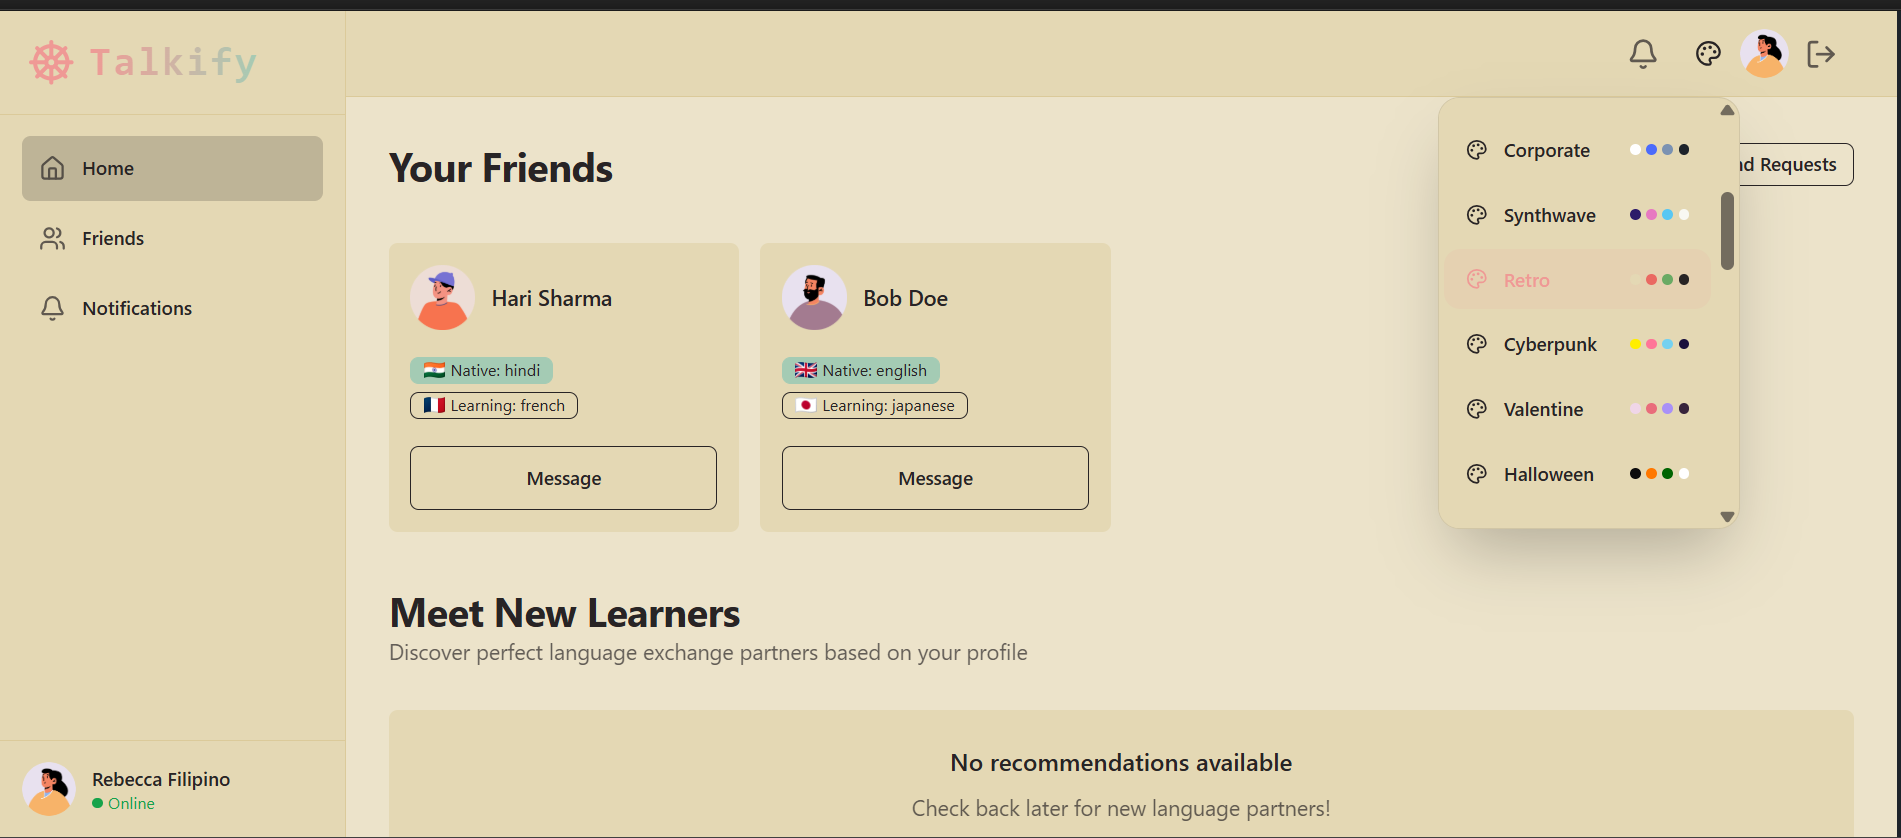 Talkify
Home
Friends
Notifications
Rebecca Filipino
Online
Your Friends
Requests
Hari Sharma
Native: hindi
Learning: french
Message
Bob Doe
Native: english
Learning: japanese
Message
Corporate
Synthwave
Retro
Cyberpunk
Valentine
Halloween
Meet New Learners
Discover perfect language exchange partners based on your profile
No recommendations available
Check back later for new language partners!